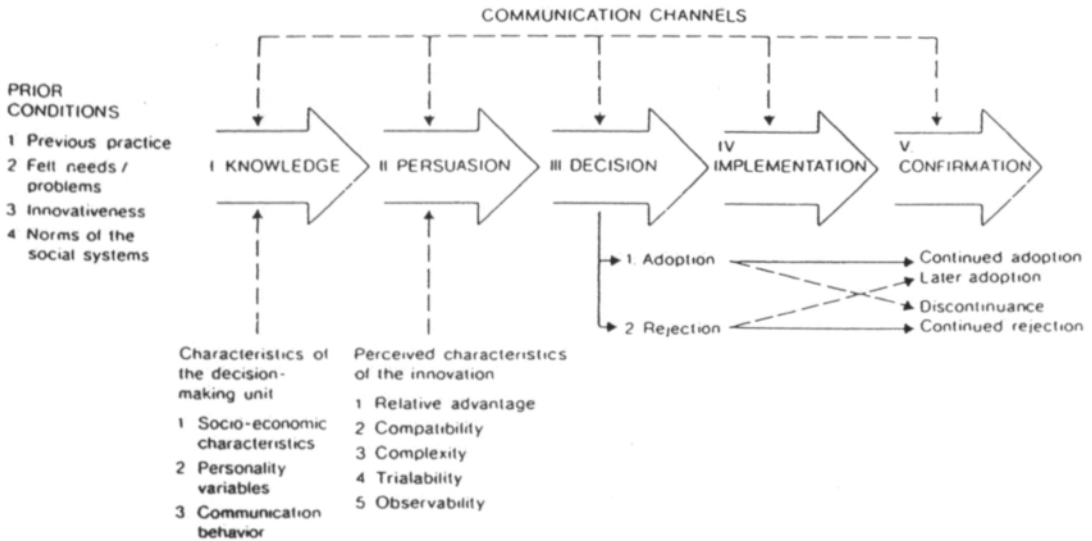 COMMUNICATION CHANNELS
PRIOR
CONDITIONS
1 Previous practice
2 Felt needs /
problems
3 Innovativeness
4 Norms of the
social systems
I KNOWLEDGE
II PERSUASION
III DECISION
IV
IMPLEMENTATION
V.
CONFIRMATION
1. Adoption
2 Rejection
Continued adoption
Later adoption
Discontinuance
Continued rejection
Characteristics of
the decision-
making unit
1 Socio-economic
characteristics
2 Personality
variables
3 Communication
behavior
Perceived characteristics
of the innovation
1 Relative advantage
2 Compatibility
3 Complexity
4 Trialability
5 Observability